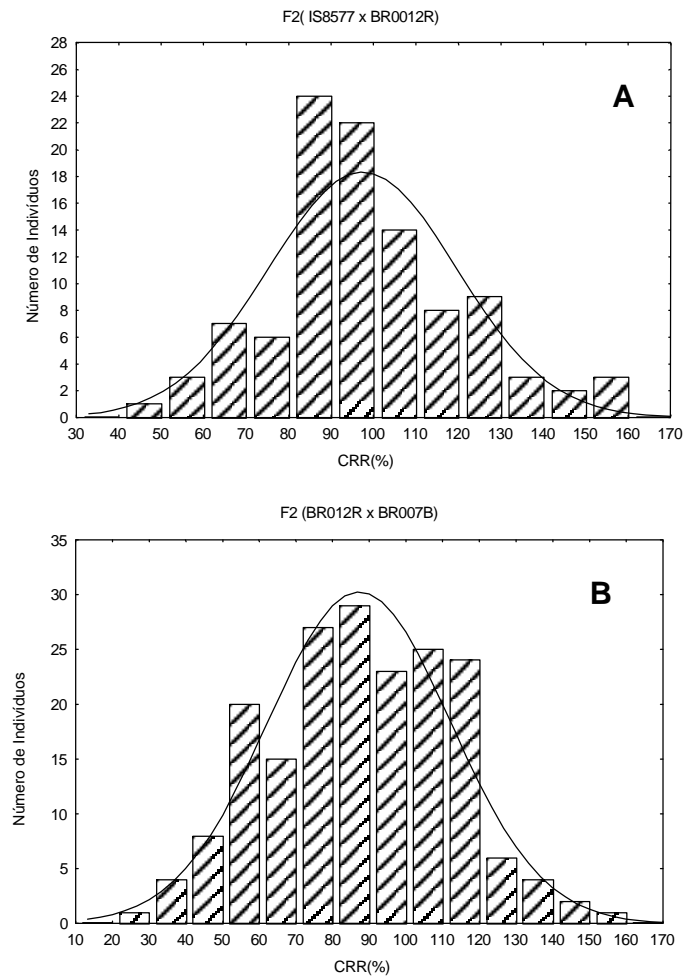 F2( IS8577 x BR0012R)
28
26
24
22
20
18
16
14
12
10
8
6
4
2
0
Número de Indivíduos
A
30 40 50 60 70 80 90 100 110 120 130 140 150 160 170
CRR(%)
F2 (BR012R x BR007B)
35
30
25
20
15
10
5
0
Número de Indivíduos
B
10 20 30 40 50 60 70 80 90 100 110 120 130 140 150 160 170
CRR(%)